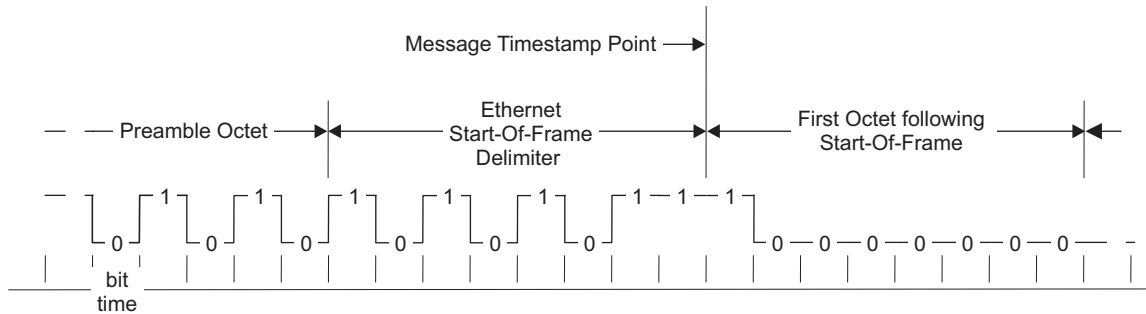 Message Timestamp Point
Preamble Octet
Ethernet
Start-Of-Frame
Delimiter
First Octet following
Start-Of-Frame
1 1 1 1 1 1 1 1
0 0 0 0 0 0 0 0 0 0 0 0 0
bit
time